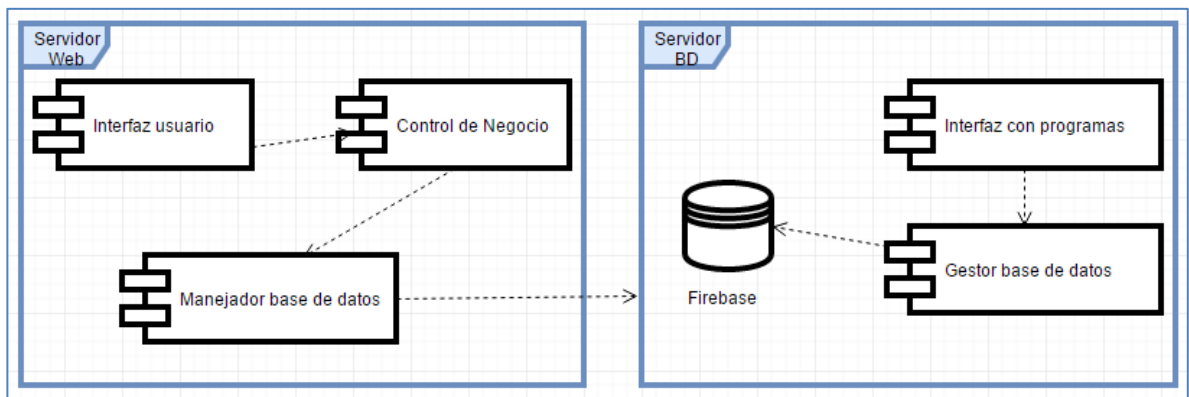 Servidor
Web
Interfaz usuario
Control de Negocio
Manejador base de datos
Servidor
BD
Interfaz con programas
Firebase
Gestor base de datos